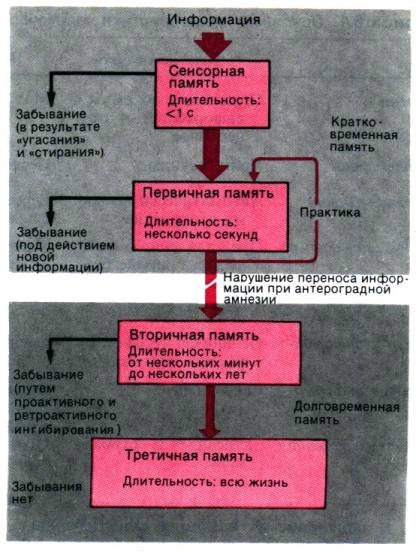 Информация
Сенсорная
память
Длительность:
<1 с
Забывание
(в результате
«угасания»
и «стирания»)
Кратко-
временная
память
Первичная память
Длительность:
несколько секунд
Практика
Забывание
(под действием
новой
информации)
Нарушение переноса инфор-
мации при антероградной
амнезии
Вторичная память
Длительность:
от нескольких минут
до нескольких лет
Забывание
(путем
проактивного и
ретроактивного
ингибирования)
Долговременная
память
Третичная память
Длительность: всю жизнь
Забывания
нет